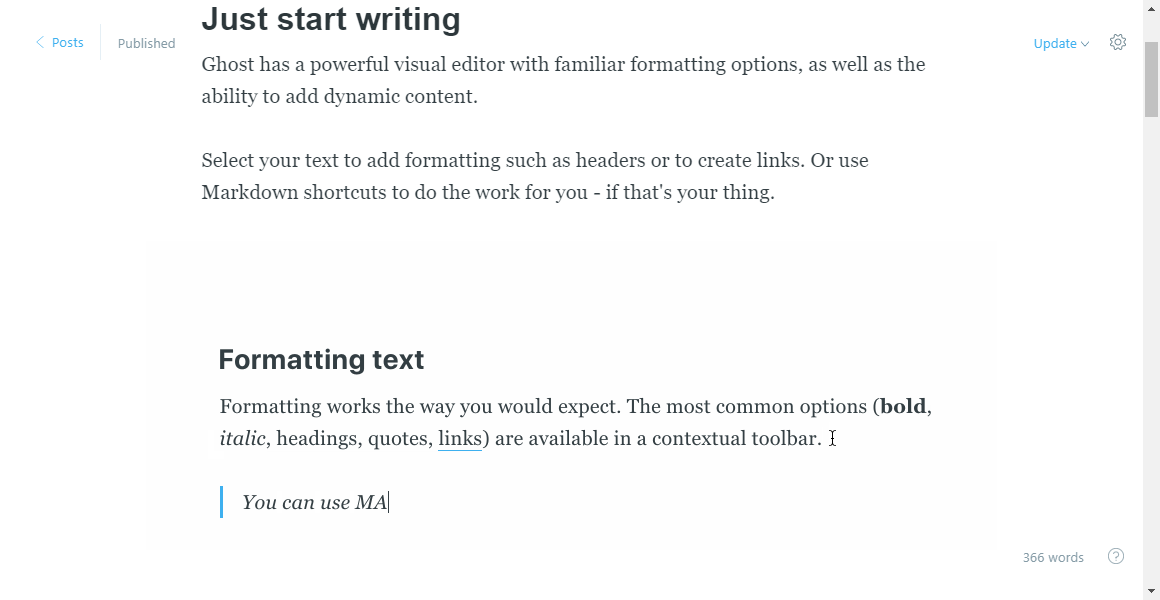 Just start writing
Posts
Published
Update
Ghost has a powerful visual editor with familiar formatting options, as well as the
ability to add dynamic content.
Select your text to add formatting such as headers or to create links. Or use
Markdown shortcuts to do the work for you - if that's your thing.
Formatting text
Formatting works the way you would expect. The most common options (bold,
italic, headings, quotes, links) are available in a contextual toolbar.
You can use MA
366 words
?